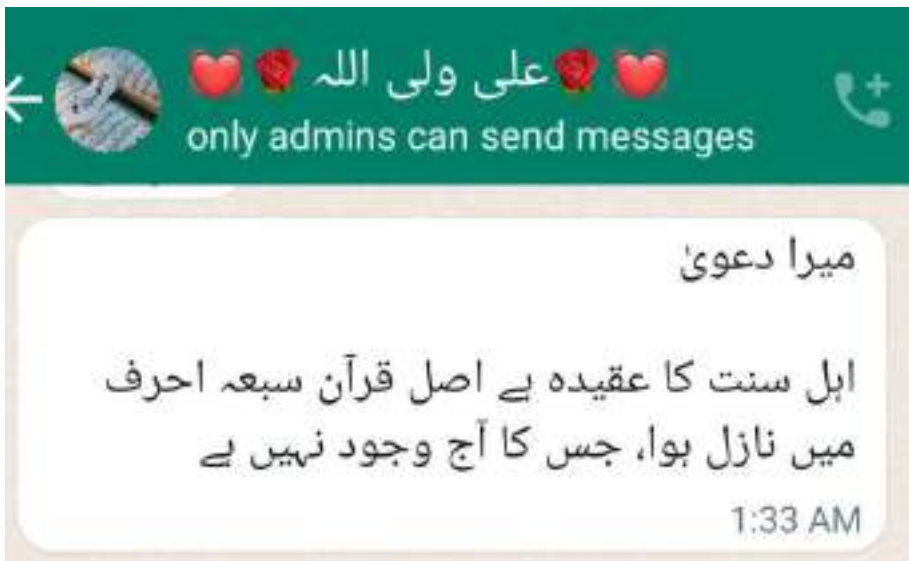 علی ولی اللہ
only admins can send messages
میرا دعویٰ
اہل سنت کا عقیدہ ہے اصل قرآن سبعہ احرف
میں نازل ہوا، جس کا آج وجود نہیں ہے
1:33 AM